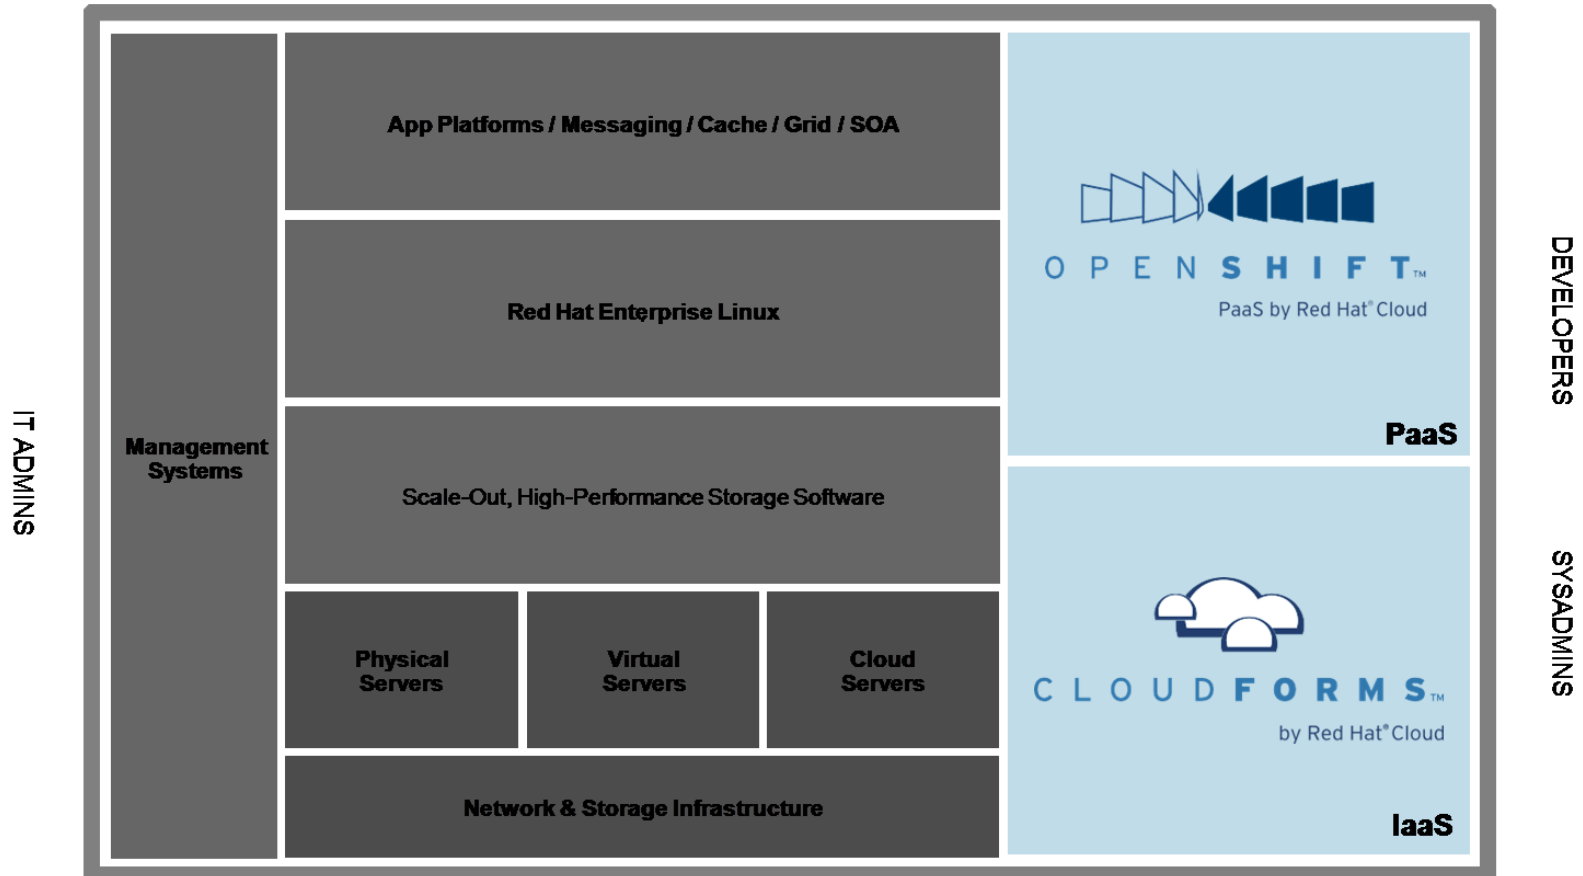 IT ADMINS
Management
Systems
App Platforms / Messaging / Cache / Grid / SOA
Red Hat Enterprise Linux
Scale-Out, High-Performance Storage Software
Physical
Servers
Virtual
Servers
Cloud
Servers
Network & Storage Infrastructure
OPENSHIFT™
PaaS by Red Hat® Cloud
PaaS
CLOUDFORMS™
by Red Hat® Cloud
IaaS
DEVELOPERS
SYSADMINS